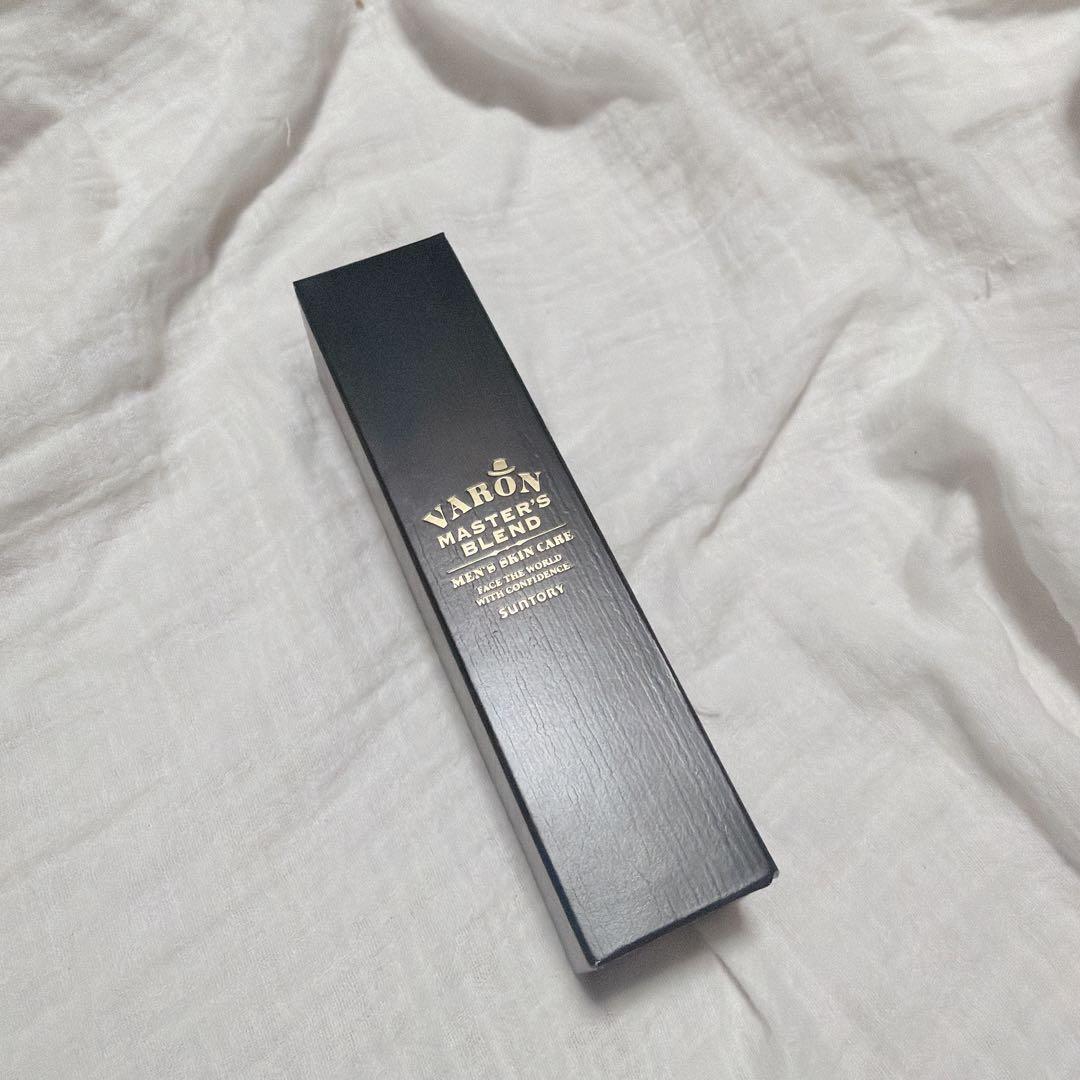 VARON
MASTER'S
BLEND
MEN'S SKIN CARE
FACE THE WORLD
WITH CONFIDENCE.
SUNTORY